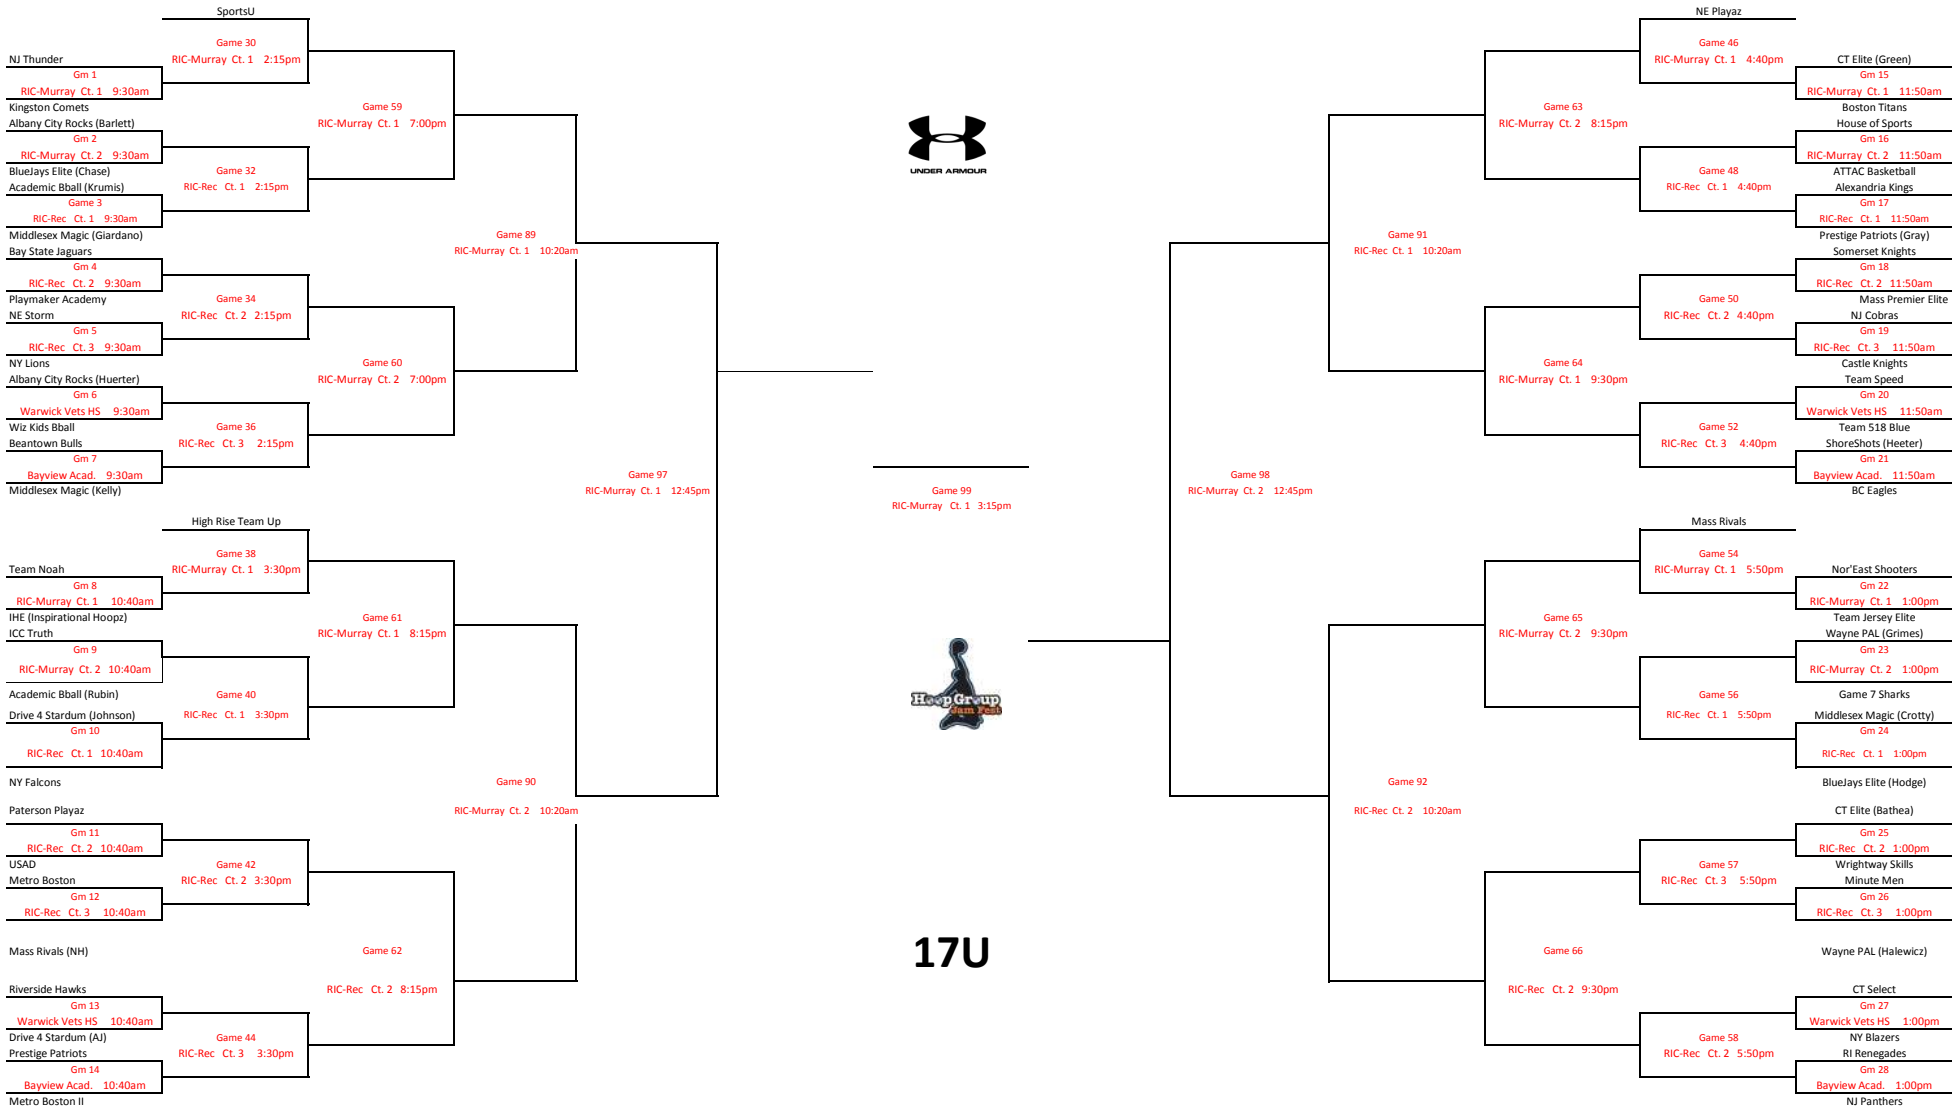 SportsU
Game 30
RIC-Murray Ct. 1 2:15pm
NJ Thunder
Gm 1
RIC-Murray Ct. 1 9:30am
Kingston Comets
Albany City Rocks (Barlett)
Gm 2
RIC-Murray Ct. 2 9:30am
BlueJays Elite (Chase)
Academic Bball (Krumis)
Game 3
RIC-Rec Ct. 1 9:30am
Middlesex Magic (Giardano)
Bay State Jaguars
Gm 4
RIC-Rec Ct. 2 9:30am
Playmaker Academy
NE Storm
Gm 5
RIC-Rec Ct. 3 9:30am
NY Lions
Albany City Rocks (Huerter)
Gm 6
Warwick Vets HS 9:30am
Wiz Kids Bball
Beantown Bulls
Gm 7
Bayview Acad. 9:30am
Middlesex Magic (Kelly)
Game 32
RIC-Rec Ct. 1 2:15pm
Game 34
RIC-Rec Ct. 2 2:15pm
Game 36
RIC-Rec Ct. 3 2:15pm
Game 59
RIC-Murray Ct. 1 7:00pm
Game 60
RIC-Murray Ct. 2 7:00pm
Game 89
RIC-Murray Ct. 1 10:20am
High Rise Team Up
Game 38
RIC-Murray Ct. 1 3:30pm
Team Noah
Gm 8
RIC-Murray Ct. 1 10:40am
IHE (Inspirational Hoopz)
ICC Truth
Gm 9
RIC-Murray Ct. 2 10:40am
Academic Bball (Rubin)
Drive 4 Stardum (Johnson)
Gm 10
RIC-Rec Ct. 1 10:40am
NY Falcons
Paterson Playaz
Gm 11
RIC-Rec Ct. 2 10:40am
USAD
Metro Boston
Gm 12
RIC-Rec Ct. 3 10:40am
Mass Rivals (NH)
Riverside Hawks
Gm 13
Warwick Vets HS 10:40am
Drive 4 Stardum (AJ)
Prestige Patriots
Gm 14
Bayview Acad. 10:40am
Metro Boston II
Game 40
RIC-Rec Ct. 1 3:30pm
Game 42
RIC-Rec Ct. 2 3:30pm
Game 44
RIC-Rec Ct. 3 3:30pm
Game 61
RIC-Murray Ct. 1 8:15pm
Game 62
RIC-Rec Ct. 2 8:15pm
Game 90
RIC-Murray Ct. 2 10:20am
Game 97
RIC-Murray Ct. 1 12:45pm
UNDER ARMOUR
Game 99
RIC-Murray Ct. 1 3:15pm
HoopGroup
Jam Fest
17U
Game 98
RIC-Murray Ct. 2 12:45pm
Game 91
RIC-Rec Ct. 1 10:20am
Game 63
RIC-Murray Ct. 2 8:15pm
Game 64
RIC-Murray Ct. 1 9:30pm
NE Playaz
Game 46
RIC-Murray Ct. 1 4:40pm
Game 48
RIC-Rec Ct. 1 4:40pm
Game 50
RIC-Rec Ct. 2 4:40pm
Game 52
RIC-Rec Ct. 3 4:40pm
CT Elite (Green)
Gm 15
RIC-Murray Ct. 1 11:50am
Boston Titans
House of Sports
Gm 16
RIC-Murray Ct. 2 11:50am
ATTAC Basketball
Alexandria Kings
Gm 17
RIC-Rec Ct. 1 11:50am
Prestige Patriots (Gray)
Somerset Knights
Gm 18
RIC-Rec Ct. 2 11:50am
Mass Premier Elite
NJ Cobras
Gm 19
RIC-Rec Ct. 3 11:50am
Castle Knights
Team Speed
Gm 20
Warwick Vets HS 11:50am
Team 518 Blue
ShoreShots (Heeter)
Gm 21
Bayview Acad. 11:50am
BC Eagles
Game 92
RIC-Rec Ct. 2 10:20am
Game 65
RIC-Murray Ct. 2 9:30pm
Game 66
RIC-Rec Ct. 2 9:30pm
Mass Rivals
Game 54
RIC-Murray Ct. 1 5:50pm
Game 56
RIC-Rec Ct. 1 5:50pm
Game 57
RIC-Rec Ct. 3 5:50pm
Game 58
RIC-Rec Ct. 2 5:50pm
Nor'East Shooters
Gm 22
RIC-Murray Ct. 1 1:00pm
Team Jersey Elite
Wayne PAL (Grimes)
Gm 23
RIC-Murray Ct. 2 1:00pm
Game 7 Sharks
Middlesex Magic (Crotty)
Gm 24
RIC-Rec Ct. 1 1:00pm
BlueJays Elite (Hodge)
CT Elite (Bathea)
Gm 25
RIC-Rec Ct. 2 1:00pm
Wrightway Skills
Minute Men
Gm 26
RIC-Rec Ct. 3 1:00pm
Wayne PAL (Halewicz)
CT Select
Gm 27
Warwick Vets HS 1:00pm
NY Blazers
RI Renegades
Gm 28
Bayview Acad. 1:00pm
NJ Panthers